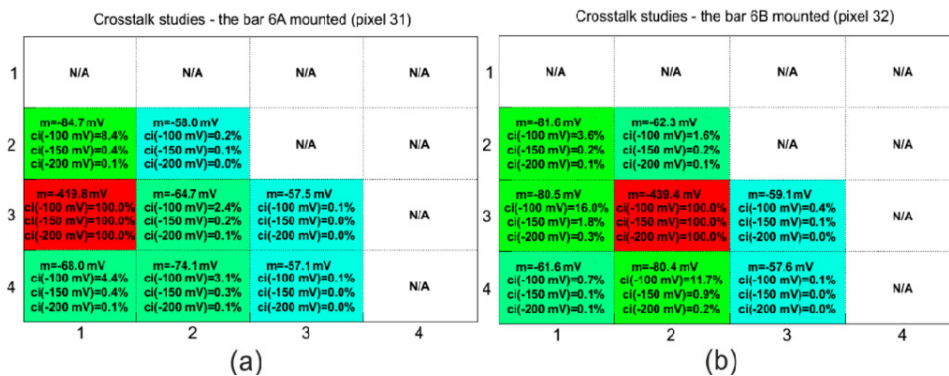 Crosstalk studies - the bar 6A mounted (pixel 31)
1
N/A
N/A
N/A
N/A
2
m=-84.7 mV
ci(-100 mV)=8.4%
ci(-150 mV)=0.4%
ci(-200 mV)=0.1%
m=-58.0 mV
ci(-100 mV)=0.2%
ci(-150 mV)=0.1%
ci(-200 mV)=0.0%
N/A
N/A
3
m=-419.8 mV
ci(-100 mV)=100.0%
ci(-150 mV)=100.0%
ci(-200 mV)=100.0%
m=-64.7 mV
ci(-100 mV)=2.4%
ci(-150 mV)=0.2%
ci(-200 mV)=0.1%
m=-57.5 mV
ci(-100 mV)=0.1%
ci(-150 mV)=0.0%
ci(-200 mV)=0.0%
N/A
4
m=-68.0 mV
ci(-100 mV)=4.4%
ci(-150 mV)=0.4%
ci(-200 mV)=0.1%
m=-74.1 mV
ci(-100 mV)=3.1%
ci(-150 mV)=0.3%
ci(-200 mV)=0.1%
m=-57.1 mV
ci(-100 mV)=0.1%
ci(-150 mV)=0.0%
ci(-200 mV)=0.0%
N/A
1 2 3 4
(a)
Crosstalk studies - the bar 6B mounted (pixel 32)
1
N/A
N/A
N/A
N/A
2
m=-81.6 mV
ci(-100 mV)=3.6%
ci(-150 mV)=0.2%
ci(-200 mV)=0.1%
m=-62.3 mV
ci(-100 mV)=1.6%
ci(-150 mV)=0.2%
ci(-200 mV)=0.1%
N/A
N/A
3
m=-80.5 mV
ci(-100 mV)=16.0%
ci(-150 mV)=1.8%
ci(-200 mV)=0.3%
m=-439.4 mV
ci(-100 mV)=100.0%
ci(-150 mV)=100.0%
ci(-200 mV)=100.0%
m=-59.1 mV
ci(-100 mV)=0.4%
ci(-150 mV)=0.1%
ci(-200 mV)=0.0%
N/A
4
m=-61.6 mV
ci(-100 mV)=0.7%
ci(-150 mV)=0.1%
ci(-200 mV)=0.1%
m=-80.4 mV
ci(-100 mV)=11.7%
ci(-150 mV)=0.9%
ci(-200 mV)=0.2%
m=-57.6 mV
ci(-100 mV)=0.1%
ci(-150 mV)=0.0%
ci(-200 mV)=0.0%
N/A
1 2 3 4
(b)